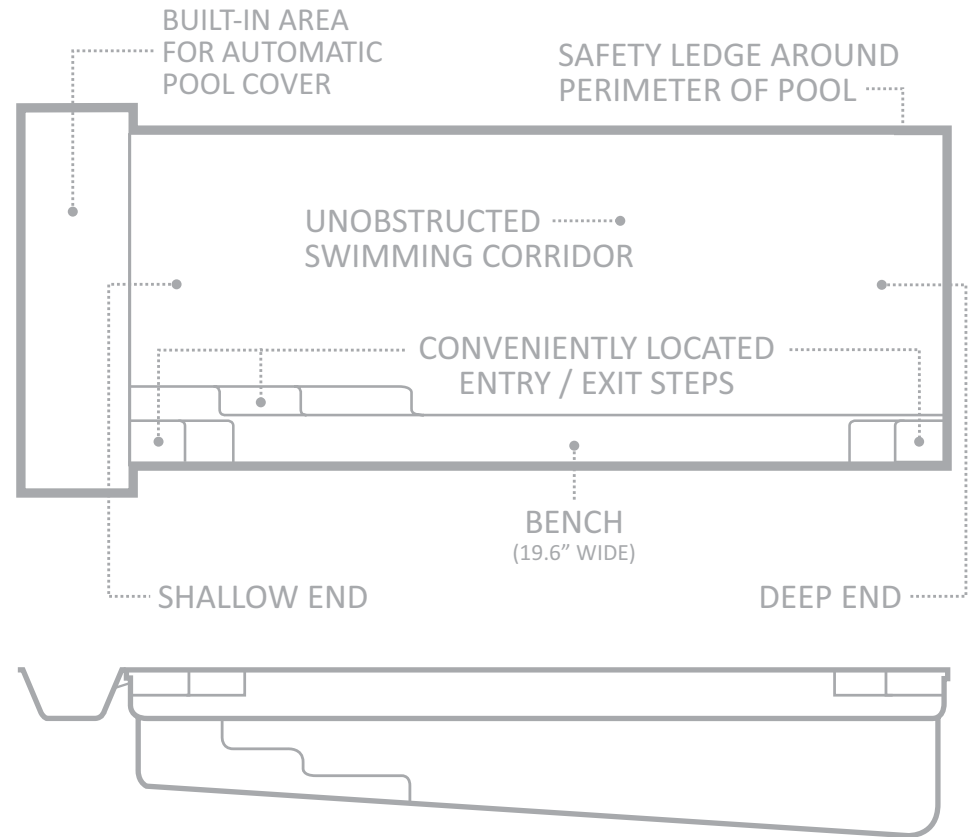 BUILT-IN AREA
FOR AUTOMATIC
POOL COVER
SAFETY LEDGE AROUND
PERIMETER OF POOL
UNOBSTRUCTED
SWIMMING CORRIDOR
CONVENIENTLY LOCATED
ENTRY / EXIT STEPS
BENCH
(19.6” WIDE)
SHALLOW END
DEEP END